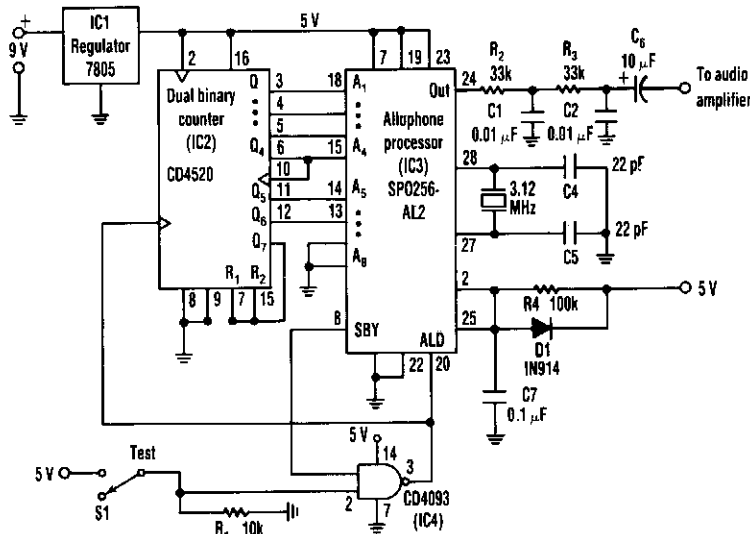 +
9 V
IC1
Regulator
7805
5 V
2
16
Dual binary
counter
(IC2)
CD4520
Q
Q4
Q5
Q6
Q7
R1 R2
3
4
5
6
10
11
12
8
9
7
15
18
15
14
13
7
19
23
A1
A4
A5
A8
Out
Allophone
processor
(IC3)
SPO256-
AL2
SBY
ALD
8
22
20
24
R2
33k
R3
33k
C6
10 μF
+
To audio
amplifier
C1
0.01 μF
C2
0.01 μF
28
3.12
MHz
22 pF
C4
27
22 pF
C5
2
R4 100k
5 V
25
D1
1N914
C7
0.1 μF
5 V
14
3
CD4093
(IC4)
2
7
5 V
Test
S1
10k